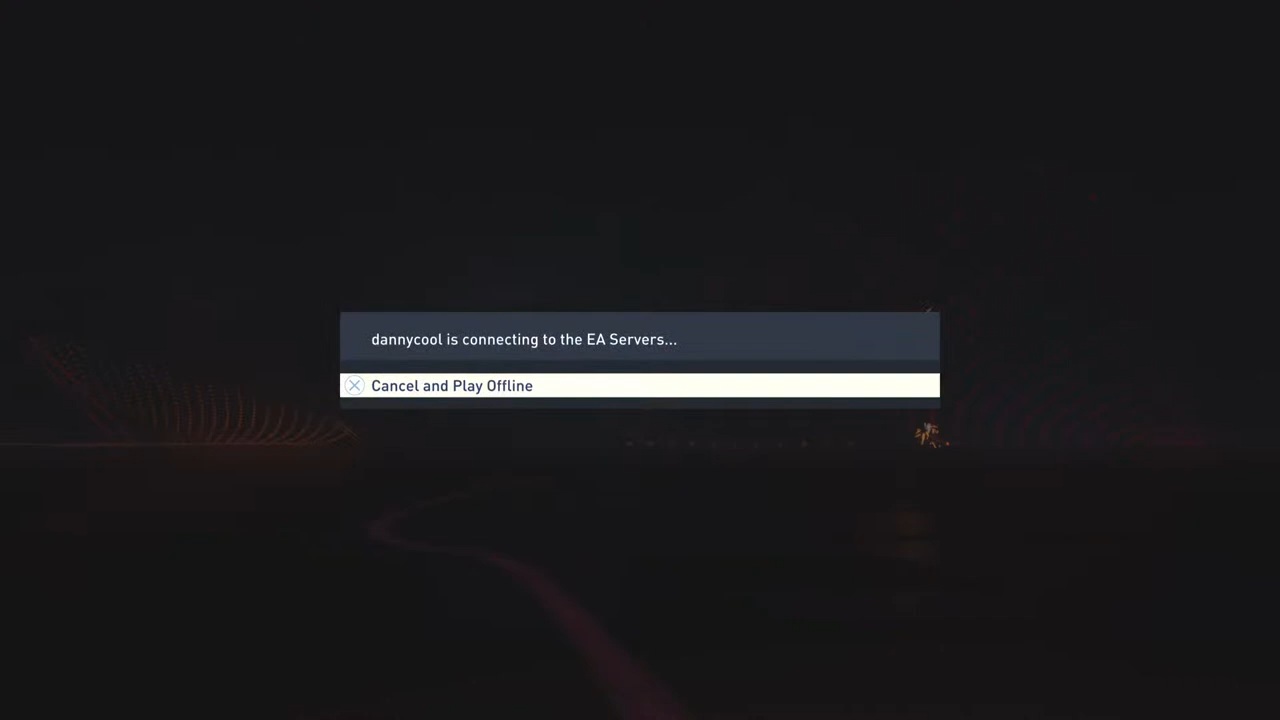 dannycool is connecting to the EA Servers...
Cancel and Play Offline